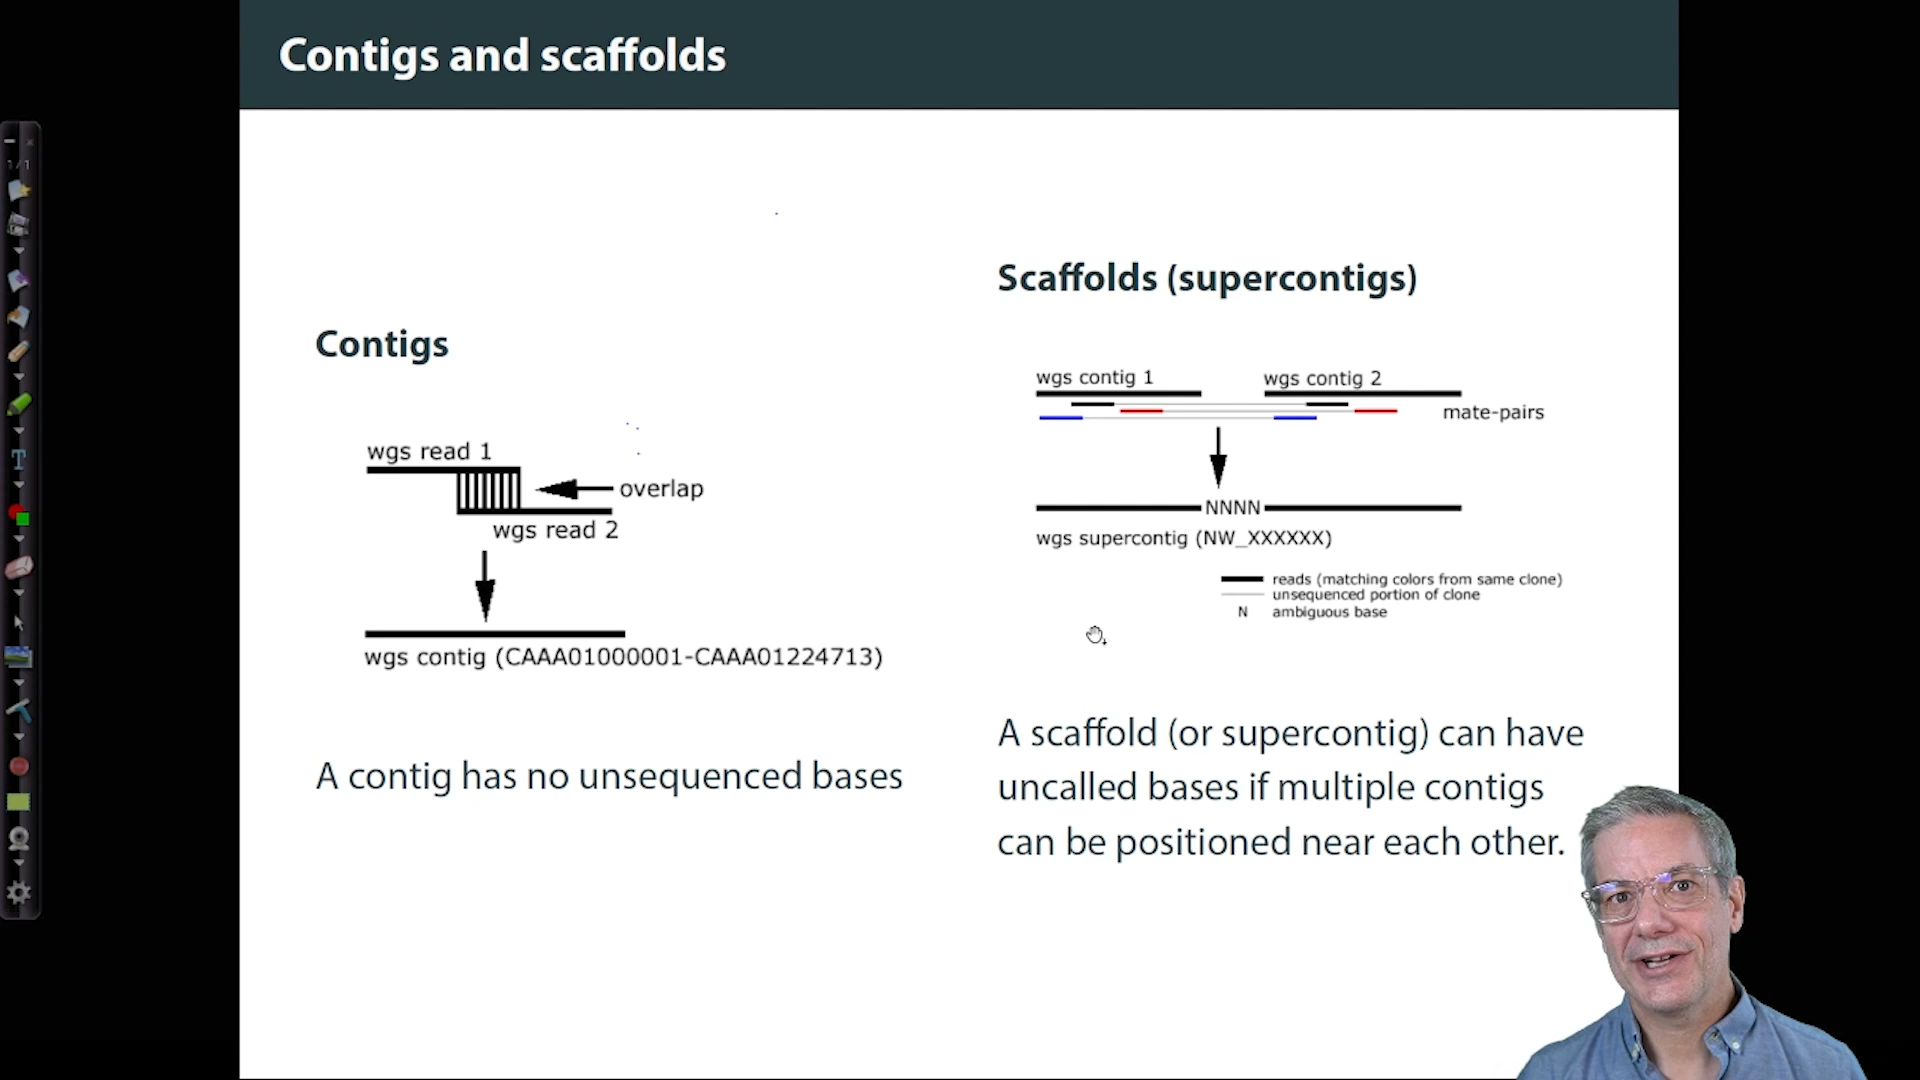 Contigs and scaffolds
1/1
Contigs
wgs read 1
overlap
wgs read 2
wgs contig (CAAA01000001-CAAA01224713)
A contig has no unsequenced bases
Scaffolds (supercontigs)
wgs contig 1
wgs contig 2
mate-pairs
NNNN
wgs supercontig (NW_XXXXXX)
reads (matching colors from same clone)
unsequenced portion of clone
N ambiguous base
A scaffold (or supercontig) can have
uncalled bases if multiple contigs
can be positioned near each other.
T